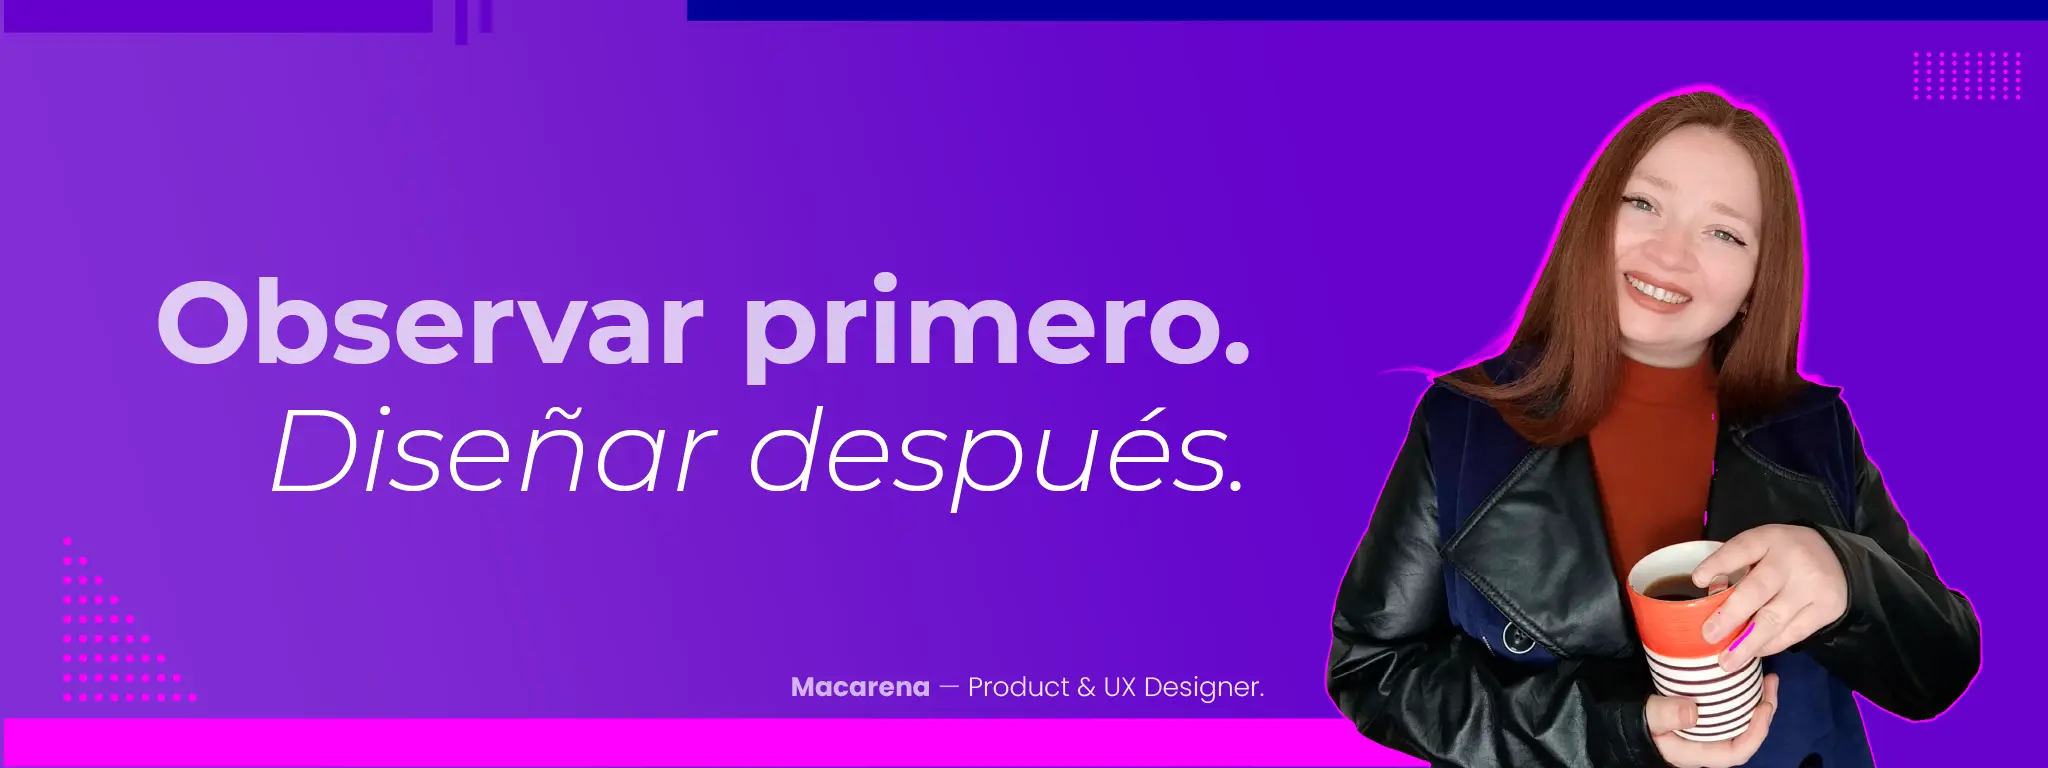 Observar primero.
Diseñar después.
Macarena — Product & UX Designer.